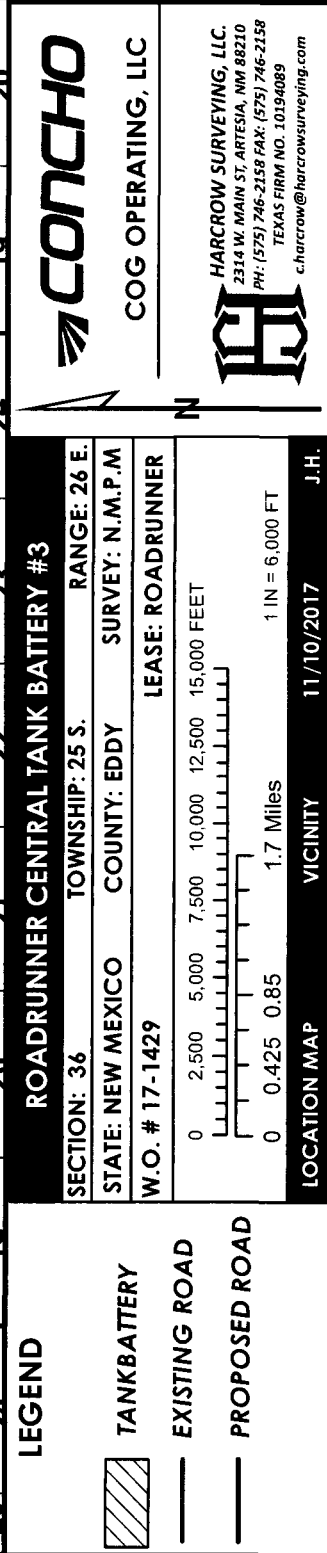 LEGEND
TANKBATTERY
EXISTING ROAD
PROPOSED ROAD
ROADRUNNER CENTRAL TANK BATTERY #3
SECTION: 36 TOWNSHIP: 25 S. RANGE: 26 E.
STATE: NEW MEXICO COUNTY: EDDY SURVEY: N.M.P.M
W.O. # 17-1429 LEASE: ROADRUNNER
0 2,500 5,000 7,500 10,000 12,500 15,000 FEET
0 0.425 0.85 1.7 Miles 1 IN = 6,000 FT
LOCATION MAP VICINITY 11/10/2017 J.H.
N
CONCHO
COG OPERATING, LLC
HARCROW SURVEYING, LLC.
2314 W. MAIN ST, ARTESIA, NM 88210
PH: (575) 746-2158 FAX: (575) 746-2158
TEXAS FIRM NO. 10194089
c.harcrow@harcrowsurveying.com